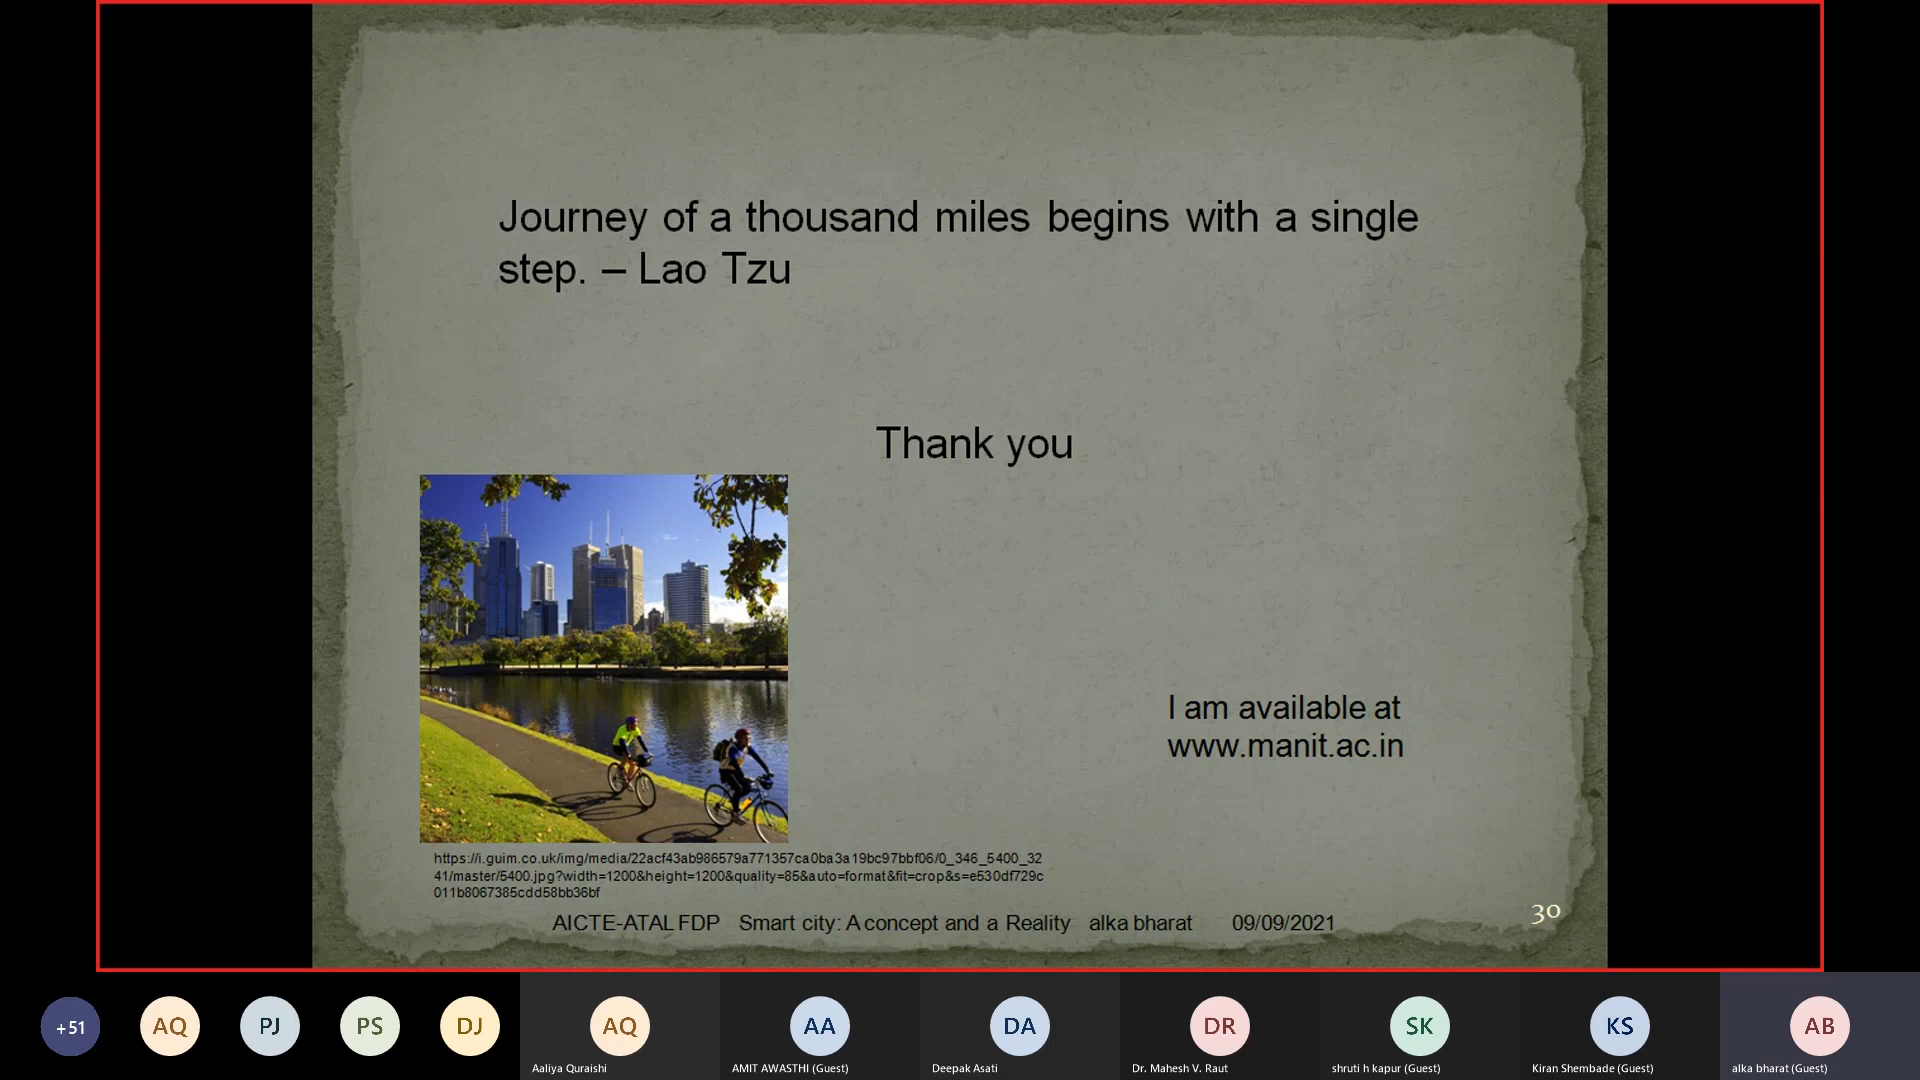 Journey of a thousand miles begins with a single
step. – Lao Tzu
Thank you
I am available at
www.manit.ac.in
https://i.guim.co.uk/img/media/22acf43ab986579a771357ca0ba3a19bc97bbf06/0_346_5400_32
41/master/5400.jpg?width=1200&height=1200&quality=85&auto=format&fit=crop&s=e530df729c
011b8067385cdd58bb36bf
AICTE-ATAL FDP Smart city: A concept and a Reality alka bharat 09/09/2021
30
+51
AQ
PJ
PS
DJ
AQ
AA
DA
DR
SK
KS
AB
Aaliya Quraishi
AMIT AWASTHI (Guest)
Deepak Asati
Dr. Mahesh V. Raut
shruti h kapur (Guest)
Kiran Shembade (Guest)
alka bharat (Guest)